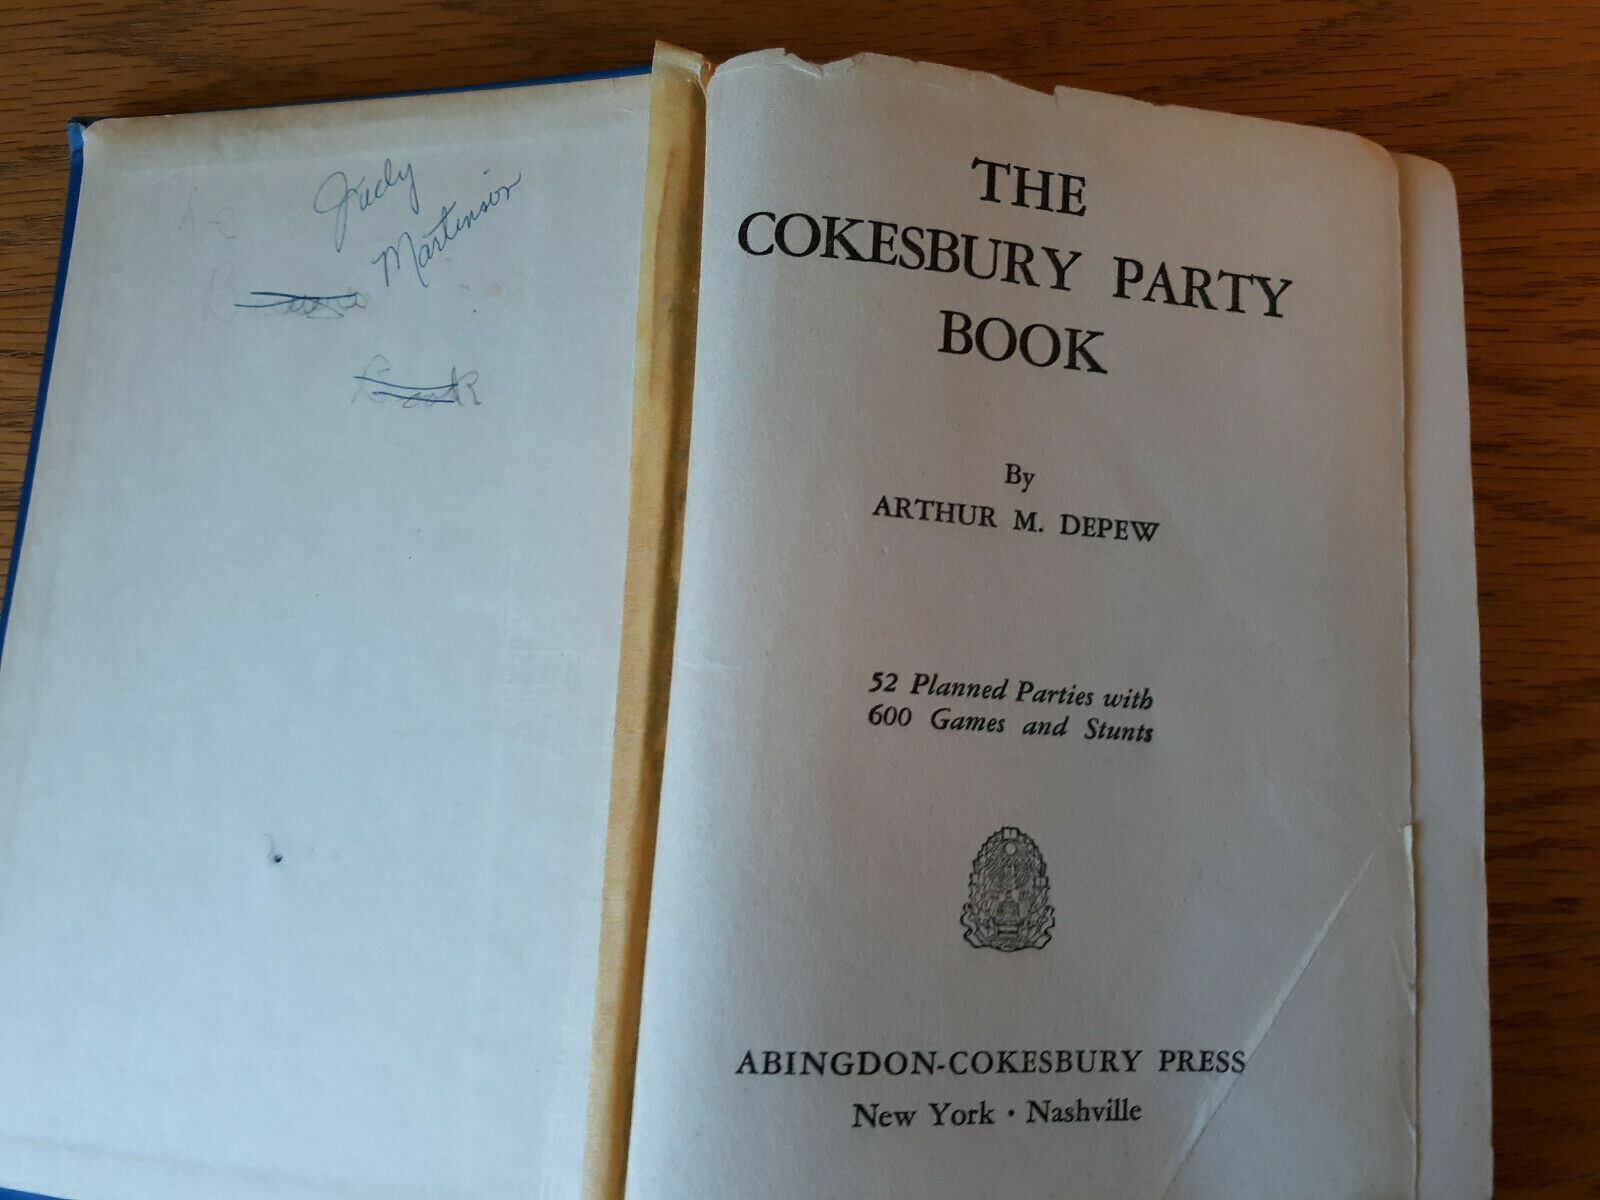 Judy
Martinson
THE
COKESBURY PARTY
BOOK
By
ARTHUR M. DEPEW
52 Planned Parties with
600 Games and Stunts
ABINGDON-COKESBURY PRESS
New York • Nashville